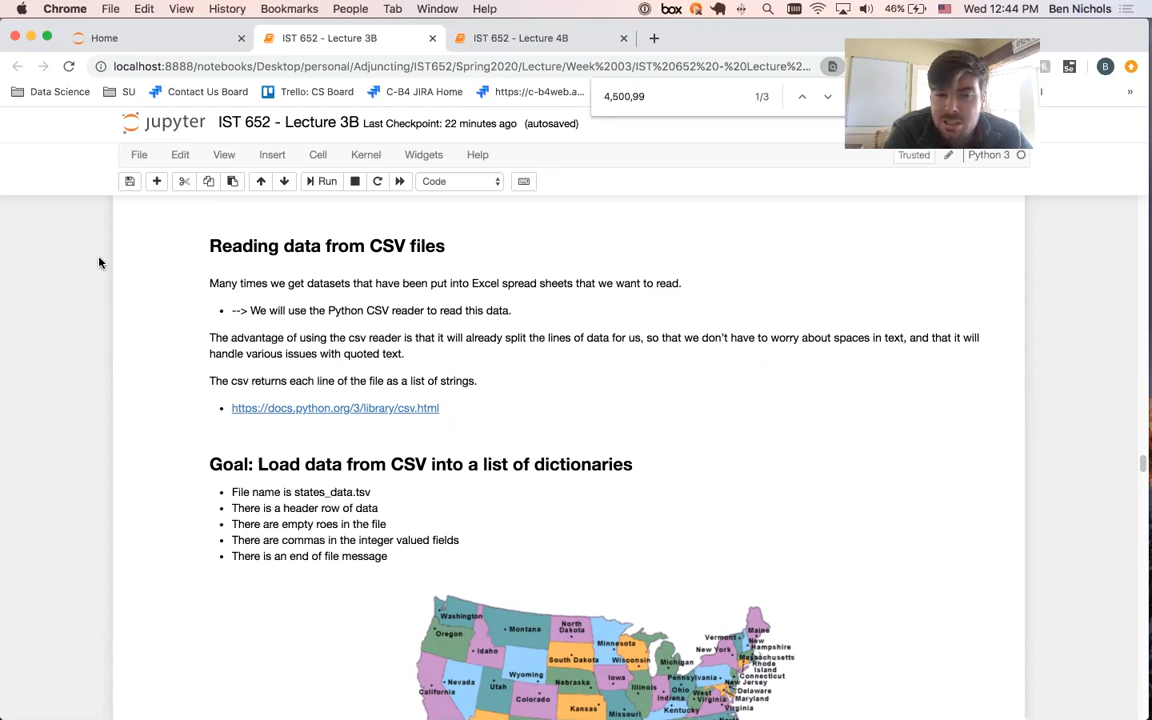 Chrome File Edit View History Bookmarks People Tab Window Help box 46% Wed 12:44 PM Ben Nichols
Home IST 652 - Lecture 3B IST 652 - Lecture 4B
localhost:8888/notebooks/Desktop/personal/Adjuncting/IST652/Spring2020/Lecture/Week%2003/IST%20652%20-%20Lecture%2... Se B
Data Science SU Contact Us Board Trello: CS Board C-B4 JIRA Home https://c-b4web.a... »
4,500,99 1/3
jupyter IST 652 - Lecture 3B Last Checkpoint: 22 minutes ago (autosaved)
File Edit View Insert Cell Kernel Widgets Help Trusted Python 3
Run Code
Reading data from CSV files
Many times we get datasets that have been put into Excel spread sheets that we want to read.
• --> We will use the Python CSV reader to read this data.
The advantage of using the csv reader is that it will already split the lines of data for us, so that we don't have to worry about spaces in text, and that it will
handle various issues with quoted text.
The csv returns each line of the file as a list of strings.
• https://docs.python.org/3/library/csv.html
Goal: Load data from CSV into a list of dictionaries
• File name is states_data.tsv
• There is a header row of data
• There are empty roes in the file
• There are commas in the integer valued fields
• There is an end of file message
Washington
Montana
North
Dakota
Minnesota
Maine
Oregon
Idaho
Vermont
New
Hampshire
New York
Massachusetts
Rhode
Island
South Dakota
Wisconsin
Michigan
Wyoming
Connecticut
Iowa
Pennsylvania
New Jersey
Nevada
Nebraska
Illinois
Ohio
Delaware
California
Utah
Colorado
Indiana
West
Virginia
Maryland
Kansas
Missouri
Kentucky
Virginia